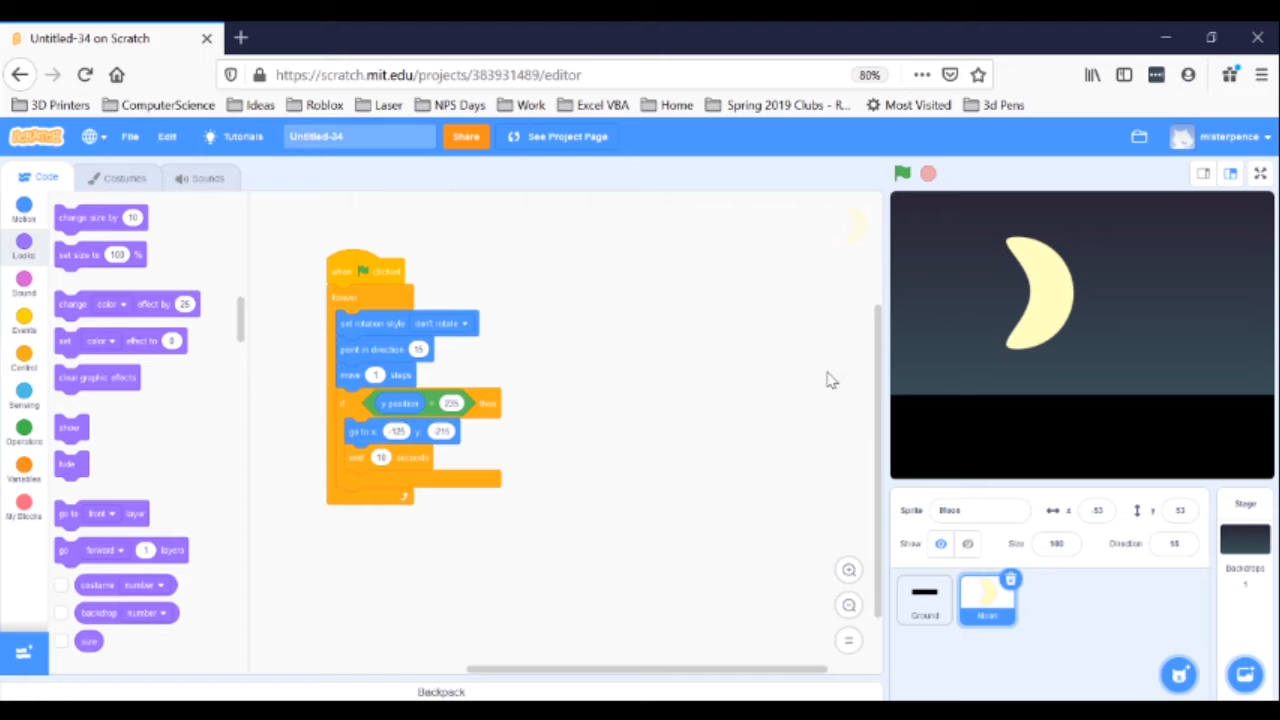 Untitled-34 on Scratch
https://scratch.mit.edu/projects/383931489/editor
80%
3D Printers
ComputerScience
Ideas
Roblox
Laser
NPS Days
Work
Excel VBA
Home
Spring 2019 Clubs - R...
Most Visited
3d Pens
SCRATCH
File
Edit
Tutorials
Untitled-34
Share
See Project Page
misterpence
Code
Costumes
Sounds
Motion
Looks
Sound
Events
Control
Sensing
Operators
Variables
My Blocks
change size by 10
set size to 100 %
change color effect by 25
set color effect to 0
clear graphic effects
show
hide
go to front layer
go forward 1 layers
costume number
backdrop number
size
when clicked
forever
set rotation style don't rotate
point in direction 15
move 1 steps
if y position = 235 then
go to x: -125 y: -215
wait 10 seconds
Backpack
Sprite Moon
x -53
y 53
Show
Size 100
Direction 15
Ground
Moon
Stage
Backdrops
1